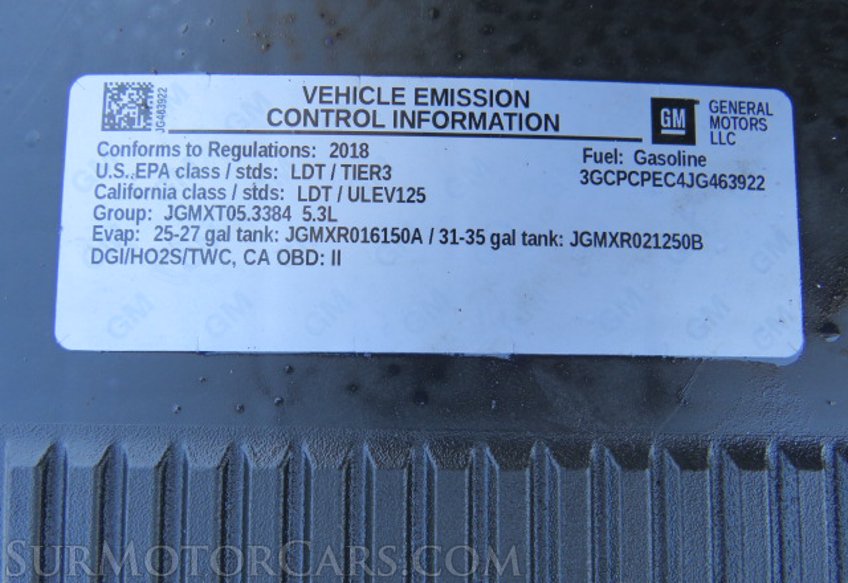 JG463922
VEHICLE EMISSION
CONTROL INFORMATION
GM
GENERAL
MOTORS
LLC
Conforms to Regulations: 2018
Fuel: Gasoline
U.S. EPA class / stds: LDT / TIER3
3GCPCPEC4JG463922
California class / stds: LDT / ULEV125
Group: JGMXT05.3384 5.3L
Evap: 25-27 gal tank: JGMXR016150A / 31-35 gal tank: JGMXR021250B
DGI/HO2S/TWC, CA OBD: II
SurMotorCars.com